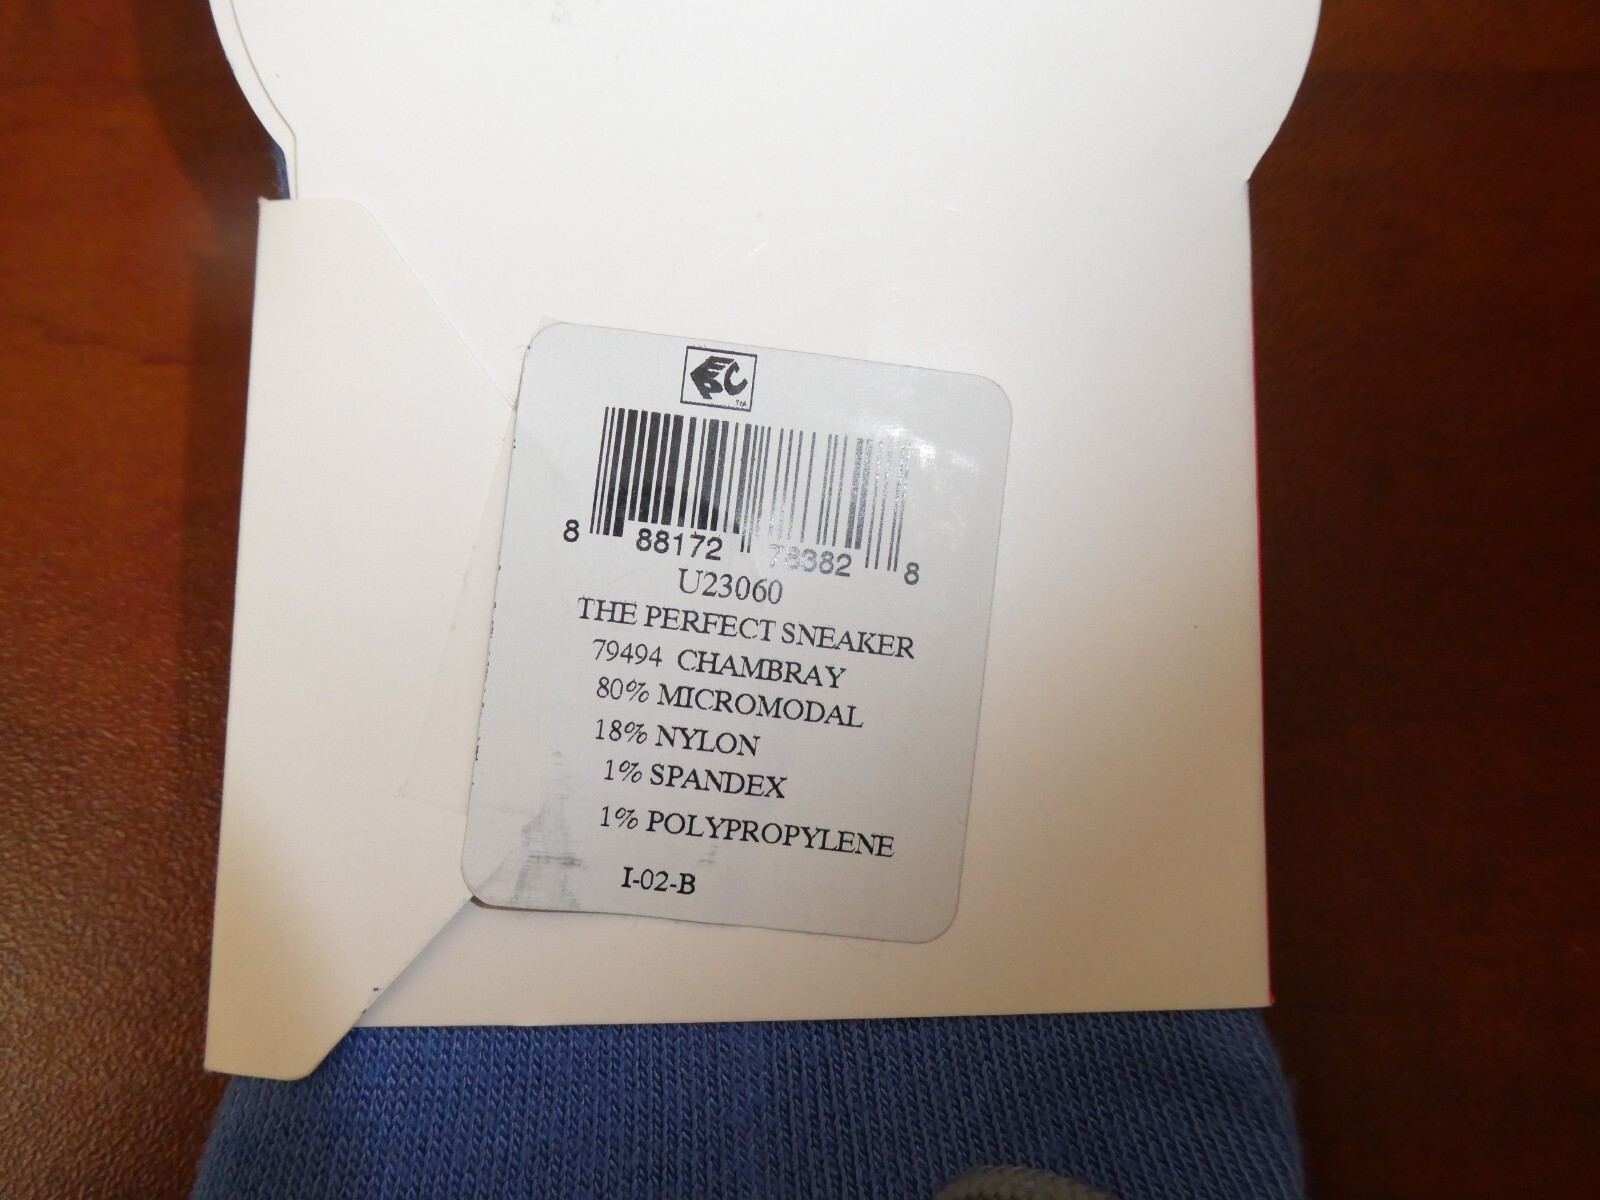 8 88172 78382 8
U23060
THE PERFECT SNEAKER
79494 CHAMBRAY
80% MICROMODAL
18% NYLON
1% SPANDEX
1% POLYPROPYLENE
I-02-B